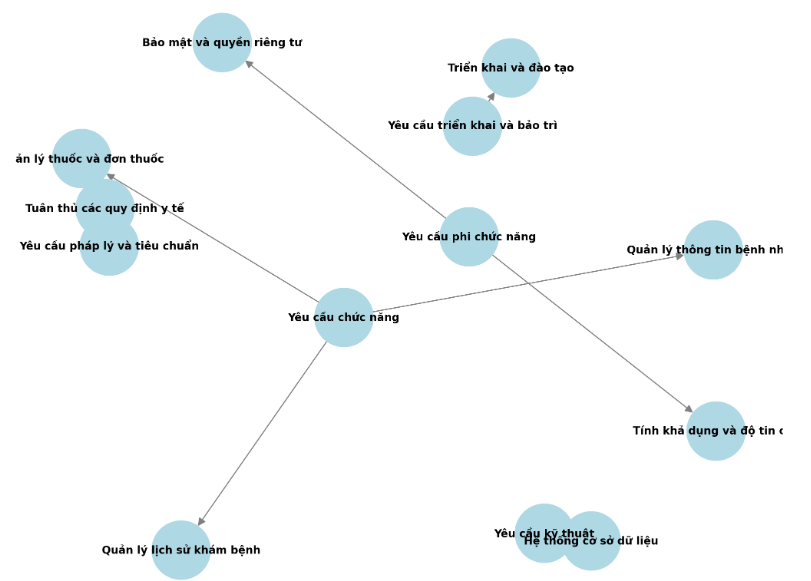 Bảo mật và quyền riêng tư
Triển khai và đào tạo
Yêu cầu triển khai và bảo trì
ản lý thuốc và đơn thuốc
Tuân thủ các quy định y tế
Yêu cầu pháp lý và tiêu chuẩn
Yêu cầu phi chức năng
Quản lý thông tin bệnh nh
Yêu cầu chức năng
Tính khả dụng và độ tin c
Yêu cầu kỹ thuật
Hệ thống cơ sở dữ liệu
Quản lý lịch sử khám bệnh